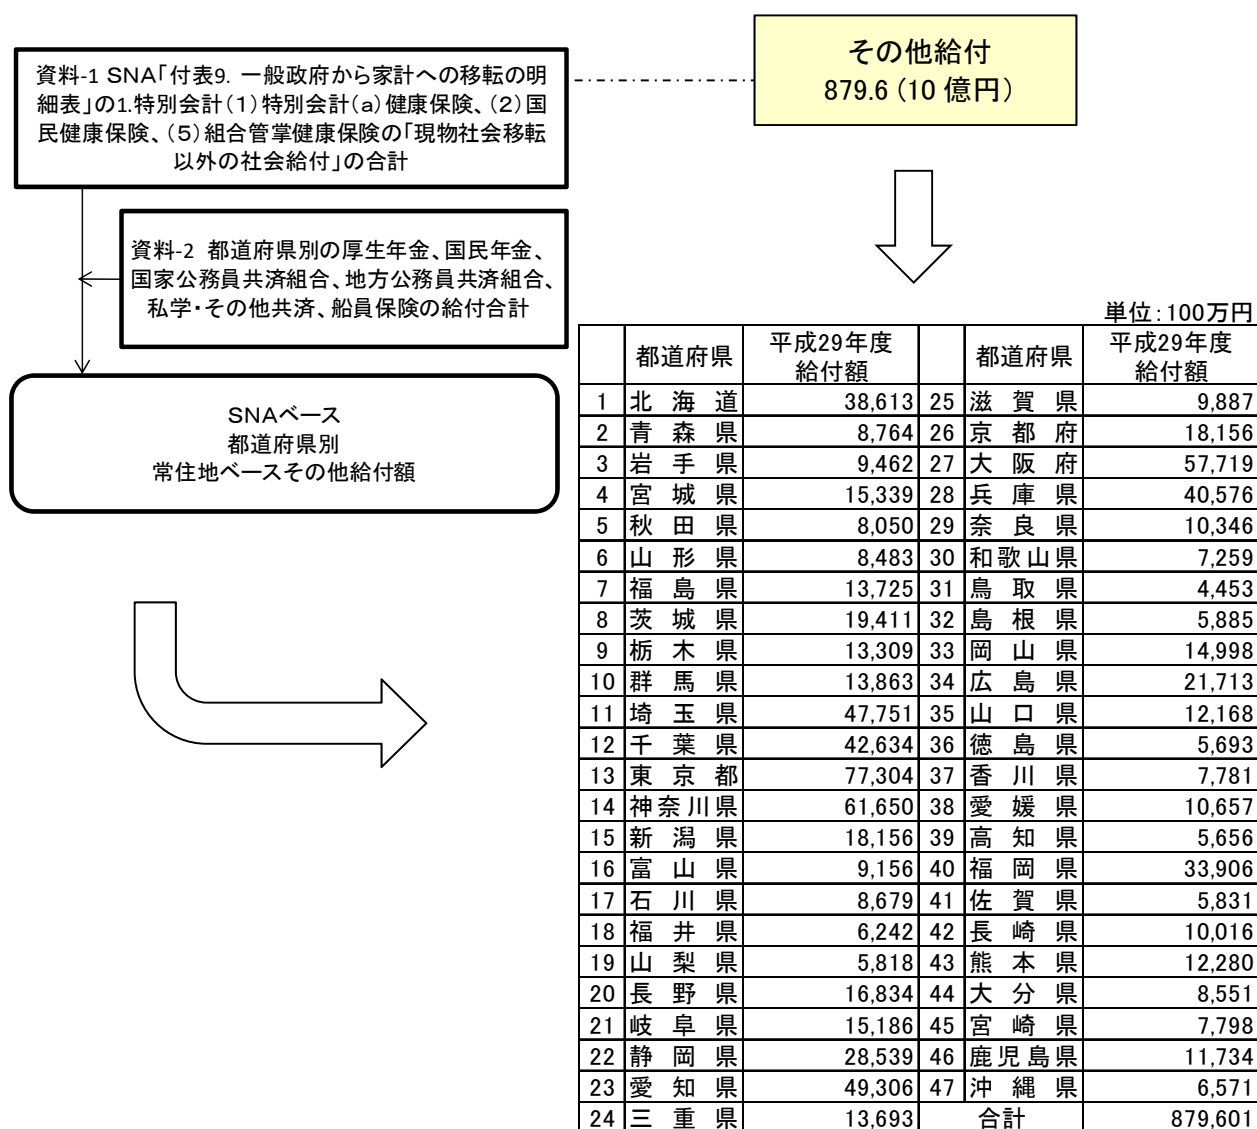 その他給付
879.6（10 億円）
資料-1 SNA「付表9. 一般政府から家計への移転の明
細表」の1.特別会計（1）特別会計（a）健康保険、（2）国
民健康保険、（5）組合管掌健康保険の「現物社会移転
以外の社会給付」の合計
資料-2 都道府県別の厚生年金、国民年金、
国家公務員共済組合、地方公務員共済組合、
私学・その他共済、船員保険の給付合計
SNAベース
都道府県別
常住地ベースその他給付額
単位：100万円
都道府県 平成29年度 給付額 都道府県 平成29年度 給付額
1 北海道 38,613 25 滋賀県 9,887
2 青森県 8,764 26 京都府 18,156
3 岩手県 9,462 27 大阪府 57,719
4 宮城県 15,339 28 兵庫県 40,576
5 秋田県 8,050 29 奈良県 10,346
6 山形県 8,483 30 和歌山県 7,259
7 福島県 13,725 31 鳥取県 4,453
8 茨城県 19,411 32 島根県 5,885
9 栃木県 13,309 33 岡山県 14,998
10 群馬県 13,863 34 広島県 21,713
11 埼玉県 47,751 35 山口県 12,168
12 千葉県 42,634 36 徳島県 5,693
13 東京都 77,304 37 香川県 7,781
14 神奈川県 61,650 38 愛媛県 10,657
15 新潟県 18,156 39 高知県 5,656
16 富山県 9,156 40 福岡県 33,906
17 石川県 8,679 41 佐賀県 5,831
18 福井県 6,242 42 長崎県 10,016
19 山梨県 5,818 43 熊本県 12,280
20 長野県 16,834 44 大分県 8,551
21 岐阜県 15,186 45 宮崎県 7,798
22 静岡県 28,539 46 鹿児島県 11,734
23 愛知県 49,306 47 沖縄県 6,571
24 三重県 13,693 合計 879,601